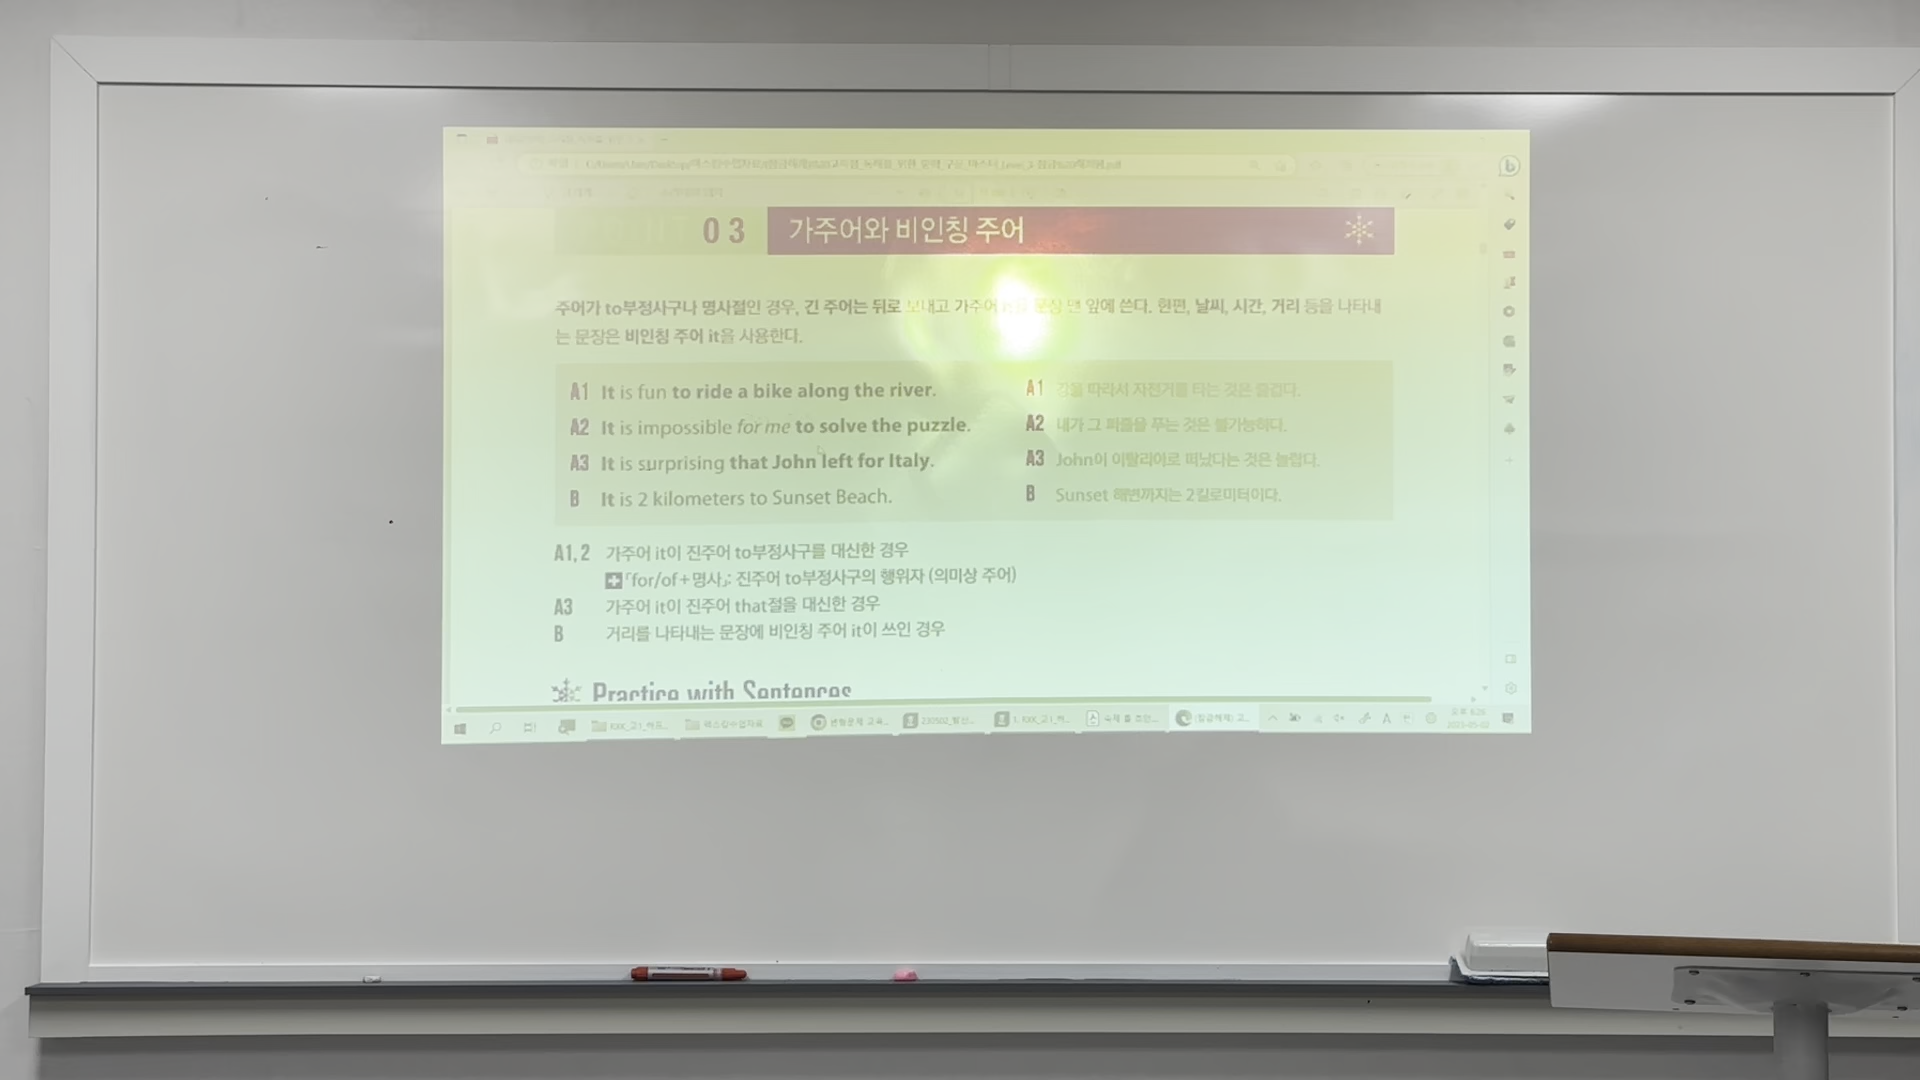 03 가주어와 비인칭 주어
주어가 to부정사구나 명사절인 경우, 긴 주어는 뒤로 보내고 가주어 문장 맨 앞에 쓴다. 한편, 날씨, 시간, 거리 등을 나타내
는 문장은 비인칭 주어 it을 사용한다.
A1 It is fun to ride a bike along the river.
A1 강을 따라서 자전거를 타는 것은 즐겁다.
A2 It is impossible for me to solve the puzzle.
A2 내가 그 퍼즐을 푸는 것은 불가능하다.
A3 It is surprising that John left for Italy.
A3 John이 이탈리아로 떠났다는 것은 놀랍다.
B It is 2 kilometers to Sunset Beach.
B Sunset 해변까지는 2킬로미터이다.
A1, 2 가주어 it이 진주어 to부정사구를 대신한 경우
「for/of+명사」: 진주어 to부정사구의 행위자 (의미상 주어)
A3 가주어 it이 진주어 that절을 대신한 경우
B 거리를 나타내는 문장에 비인칭 주어 it이 쓰인 경우
Practice with Sentences